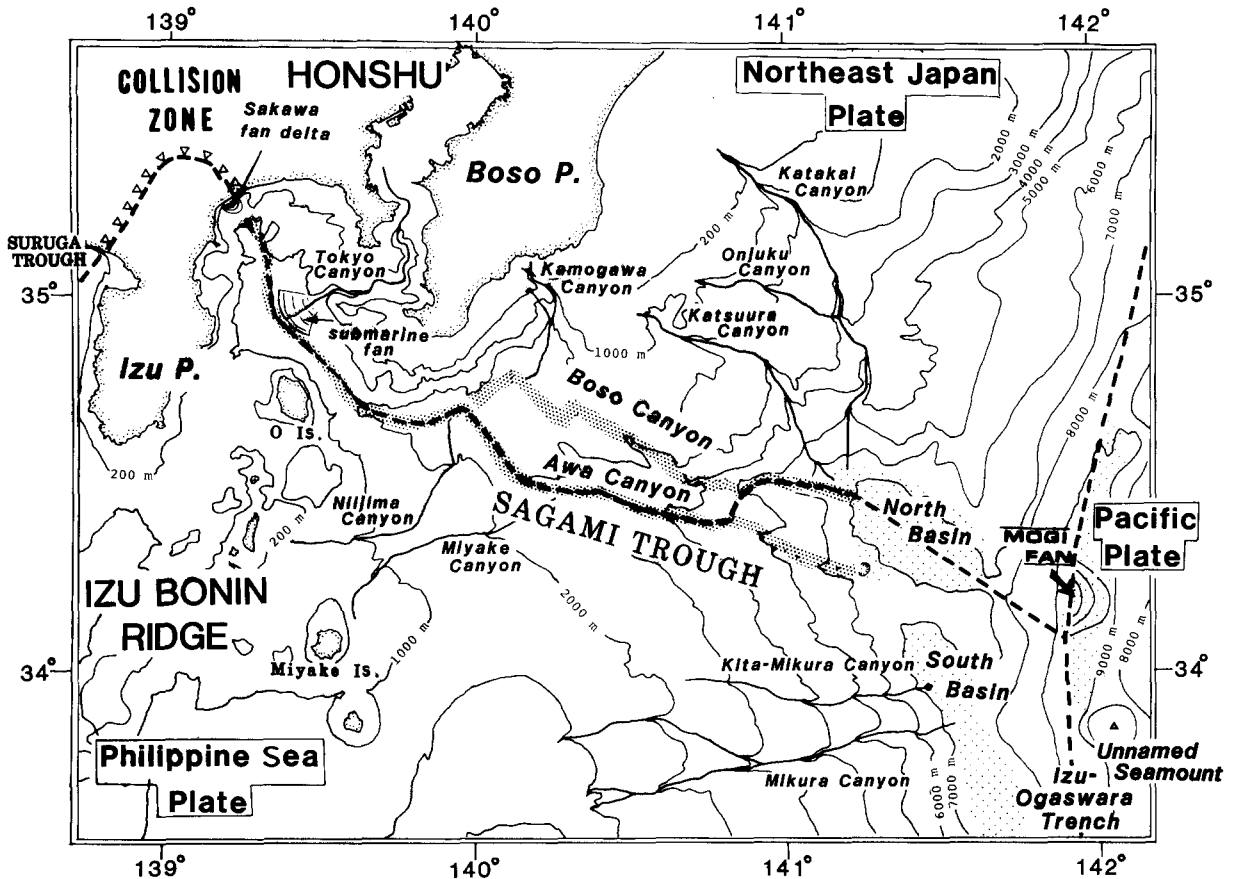 139°
140°
141°
142°
COLLISION
ZONE
HONSHU
Northeast Japan
Plate
Sakawa
fan delta
Boso P.
Katakai
Canyon
2000 m
3000 m
4000 m
5000 m
6000 m
7000 m
200 m
SURUGA
TROUGH
Tokyo
Canyon
Kamogawa
Canyon
Onjuku
Canyon
35°
35°
Katsuura
Canyon
submarine
fan
1000 m
Izu P.
Boso Canyon
8000 m
O Is.
200 m
Awa Canyon
Niijima
Canyon
200 m
SAGAMI TROUGH
North
Basin
MOGI
FAN
Pacific
Plate
Miyake
Canyon
IZU BONIN
RIDGE
2000 m
1000 m
9000 m
8000 m
34°
34°
Miyake Is.
Kita-Mikura Canyon
South
Basin
Philippine Sea
Plate
Mikura Canyon
6000 m
7000 m
Unnamed
Seamount
Izu-
Ogaswara
Trench
139°
140°
141°
142°